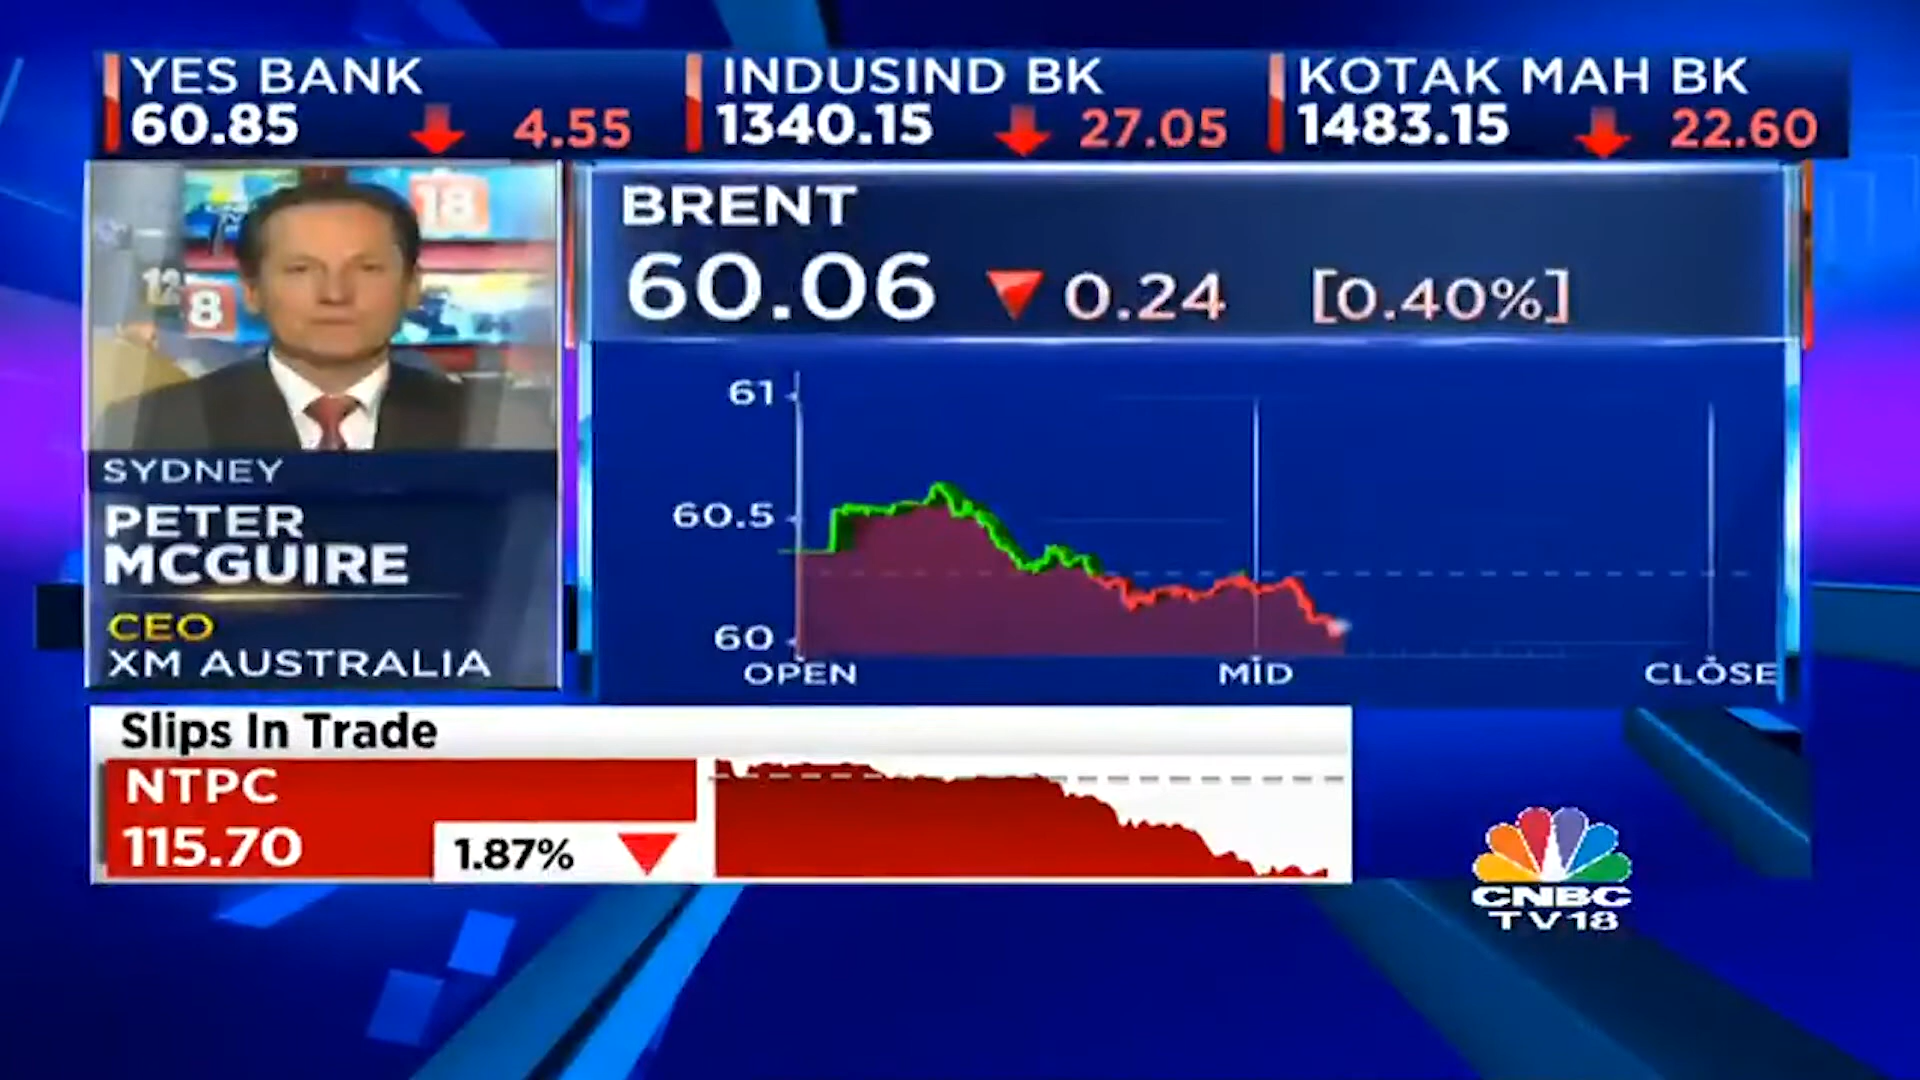 YES BANK
60.85 4.55
INDUSIND BK
1340.15 27.05
KOTAK MAH BK
1483.15 22.60
18
8
SYDNEY
PETER
MCGUIRE
CEO
XM AUSTRALIA
BRENT
60.06 0.24 [0.40%]
61
60.5
60
OPEN MID CLOSE
Slips In Trade
NTPC
115.70
1.87%
CNBC
TV18